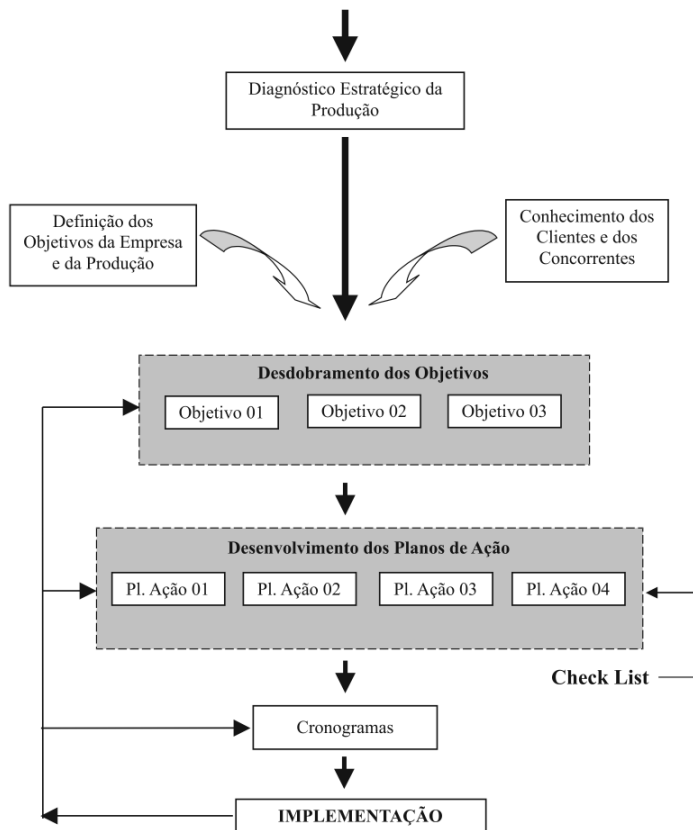 Diagnóstico Estratégico da
Produção
Definição dos
Objetivos da Empresa
e da Produção
Conhecimento dos
Clientes e dos
Concorrentes
Desdobramento dos Objetivos
Objetivo 01
Objetivo 02
Objetivo 03
Desenvolvimento dos Planos de Ação
Pl. Ação 01
Pl. Ação 02
Pl. Ação 03
Pl. Ação 04
Check List
Cronogramas
IMPLEMENTAÇÃO